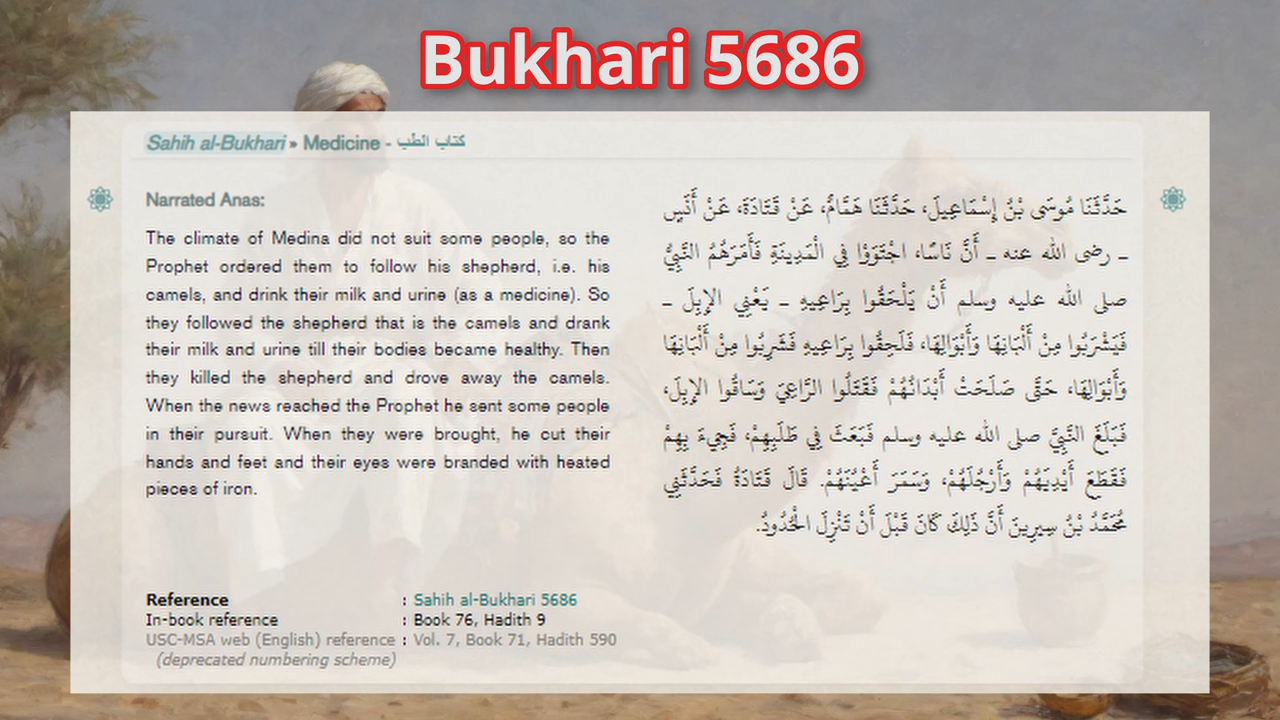 Bukhari 5686
Sahih al-Bukhari » Medicine - كتاب الطب
Narrated Anas:
The climate of Medina did not suit some people, so the
Prophet ordered them to follow his shepherd, i.e. his
camels, and drink their milk and urine (as a medicine). So
they followed the shepherd that is the camels and drank
their milk and urine till their bodies became healthy. Then
they killed the shepherd and drove away the camels.
When the news reached the Prophet he sent some people
in their pursuit. When they were brought, he cut their
hands and feet and their eyes were branded with heated
pieces of iron.
حَدَّثَنَا مُوسَى بْنُ إِسْمَاعِيلَ، حَدَّثَنَا هَمَّامٌ، عَنْ قَتَادَةَ، عَنْ أَنَسٍ
ـ رضى الله عنه ـ أَنَّ نَاسًا، اجْتَوَوْا فِي الْمَدِينَةِ فَأَمَرَهُمُ النَّبِيُّ
صلى الله عليه وسلم أَنْ يَلْحَقُوا بِرَاعِيهِ ـ يَعْنِي الإِبِلَ ـ
فَيَشْرَبُوا مِنْ أَلْبَانِهَا وَأَبْوَالِهَا، فَلَحِقُوا بِرَاعِيهِ فَشَرِبُوا مِنْ أَلْبَانِهَا
وَأَبْوَالِهَا، حَتَّى صَلَحَتْ أَبْدَانُهُمْ فَقَتَلُوا الرَّاعِيَ وَسَاقُوا الإِبِلَ،
فَبَلَغَ النَّبِيَّ صلى الله عليه وسلم فَبَعَثَ فِي طَلَبِهِمْ، فَجِيءَ بِهِمْ
فَقَطَعَ أَيْدِيَهُمْ وَأَرْجُلَهُمْ، وَسَمَرَ أَعْيُنَهُمْ. قَالَ قَتَادَةُ فَحَدَّثَنِي
مُحَمَّدُ بْنُ سِيرِينَ أَنَّ ذَلِكَ كَانَ قَبْلَ أَنْ تَنْزِلَ الْحُدُودُ.
Reference : Sahih al-Bukhari 5686
In-book reference : Book 76, Hadith 9
USC-MSA web (English) reference : Vol. 7, Book 71, Hadith 590
(deprecated numbering scheme)